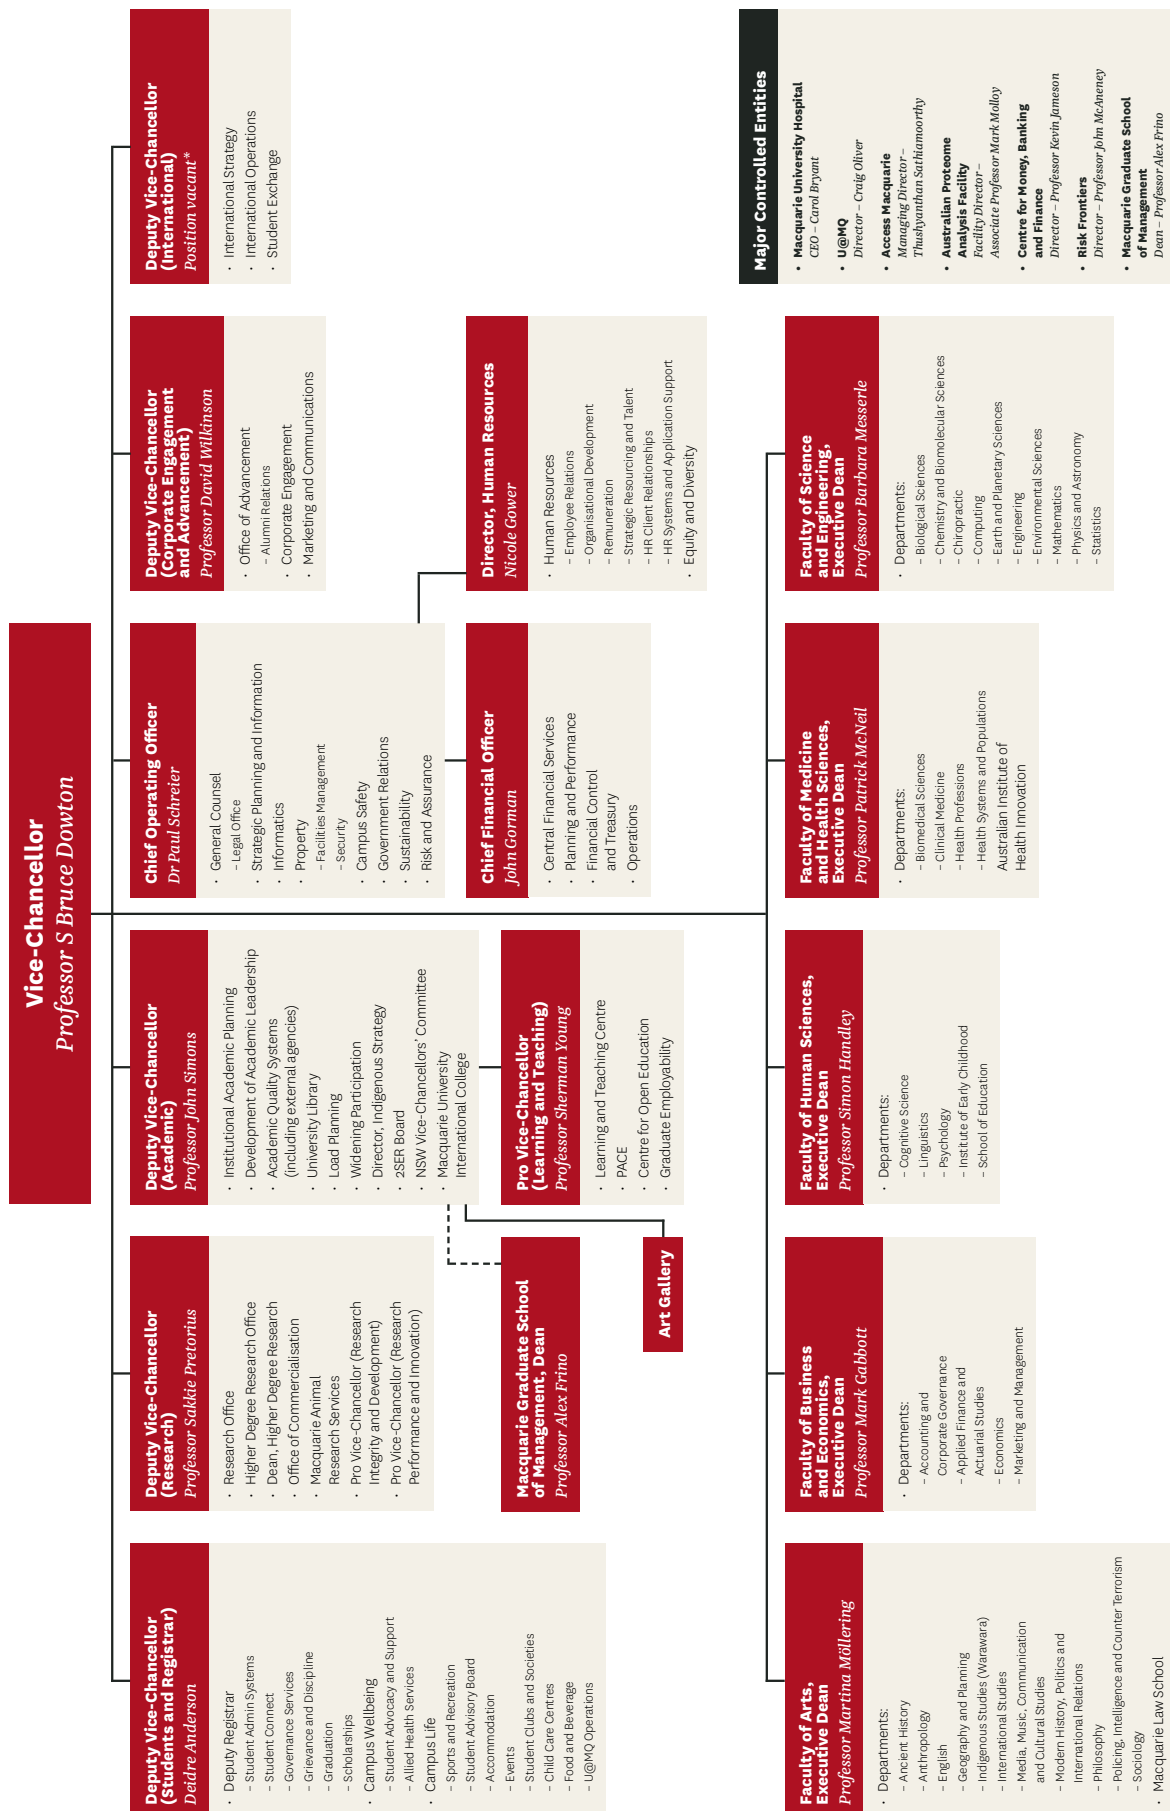 Vice-Chancellor
Professor S Bruce Dowton
Deputy Vice-Chancellor
(Students and Registrar)
Deidre Anderson
· Deputy Registrar
– Student Admin Systems
– Student Connect
– Governance Services
– Grievance and Discipline
– Graduation
– Scholarships
· Campus Wellbeing
– Student Advocacy and Support
– Allied Health Services
· Campus Life
– Sports and Recreation
– Student Advisory Board
– Accommodation
– Events
– Student Clubs and Societies
– Child Care Centres
– Food and Beverage
– U@MQ Operations
Deputy Vice-Chancellor
(Research)
Professor Sakkie Pretorius
· Research Office
· Higher Degree Research Office
· Dean, Higher Degree Research
· Office of Commercialisation
· Macquarie Animal
Research Services
· Pro Vice-Chancellor (Research
Integrity and Development)
· Pro Vice-Chancellor (Research
Performance and Innovation)
Deputy Vice-Chancellor
(Academic)
Professor John Simons
· Institutional Academic Planning
· Development of Academic Leadership
· Academic Quality Systems
(including external agencies)
· University Library
· Load Planning
· Widening Participation
· Director, Indigenous Strategy
· 2SER Board
· NSW Vice-Chancellors' Committee
· Macquarie University
International College
Chief Operating Officer
Dr Paul Schreier
· General Counsel
– Legal Office
· Strategic Planning and Information
· Informatics
· Property
– Facilities Management
– Security
· Campus Safety
· Government Relations
· Sustainability
· Risk and Assurance
Deputy Vice-Chancellor
(Corporate Engagement
and Advancement)
Professor David Wilkinson
· Office of Advancement
– Alumni Relations
· Corporate Engagement
· Marketing and Communications
Deputy Vice-Chancellor
(International)
Position vacant*
· International Strategy
· International Operations
· Student Exchange
Macquarie Graduate School
of Management, Dean
Professor Alex Frino
Art Gallery
Pro Vice-Chancellor
(Learning and Teaching)
Professor Sherman Young
· Learning and Teaching Centre
· PACE
· Centre for Open Education
· Graduate Employability
Chief Financial Officer
John Gorman
· Central Financial Services
· Planning and Performance
· Financial Control
and Treasury
· Operations
Director, Human Resources
Nicole Gower
· Human Resources
– Employee Relations
– Organisational Development
– Remuneration
– Strategic Resourcing and Talent
– HR Client Relationships
– HR Systems and Application Support
· Equity and Diversity
Faculty of Arts,
Executive Dean
Professor Martina Möllering
· Departments:
– Ancient History
– Anthropology
– English
– Geography and Planning
– Indigenous Studies (Warawara)
– International Studies
– Media, Music, Communication
and Cultural Studies
– Modern History, Politics and
International Relations
– Philosophy
– Policing, Intelligence and Counter Terrorism
– Sociology
· Macquarie Law School
Faculty of Business
and Economics,
Executive Dean
Professor Mark Gabbott
· Departments:
– Accounting and
Corporate Governance
– Applied Finance and
Actuarial Studies
– Economics
– Marketing and Management
Faculty of Human Sciences,
Executive Dean
Professor Simon Handley
· Departments:
– Cognitive Science
– Linguistics
– Psychology
– Institute of Early Childhood
– School of Education
Faculty of Medicine
and Health Sciences,
Executive Dean
Professor Patrick McNeil
· Departments:
– Biomedical Sciences
– Clinical Medicine
– Health Professions
– Health Systems and Populations
Australian Institute of
Health Innovation
Faculty of Science
and Engineering,
Executive Dean
Professor Barbara Messerle
· Departments:
– Biological Sciences
– Chemistry and Biomolecular Sciences
– Chiropractic
– Computing
– Earth and Planetary Sciences
– Engineering
– Environmental Sciences
– Mathematics
– Physics and Astronomy
– Statistics
Major Controlled Entities
• Macquarie University Hospital
CEO – Carol Bryant
• U@MQ
Director – Craig Oliver
• Access Macquarie
Managing Director –
Thushyanthan Sathiamoorthy
• Australian Proteome
Analysis Facility
Facility Director –
Associate Professor Mark Molloy
• Centre for Money, Banking
and Finance
Director – Professor Kevin Jameson
• Risk Frontiers
Director – Professor John McAneney
• Macquarie Graduate School
of Management
Dean – Professor Alex Frino